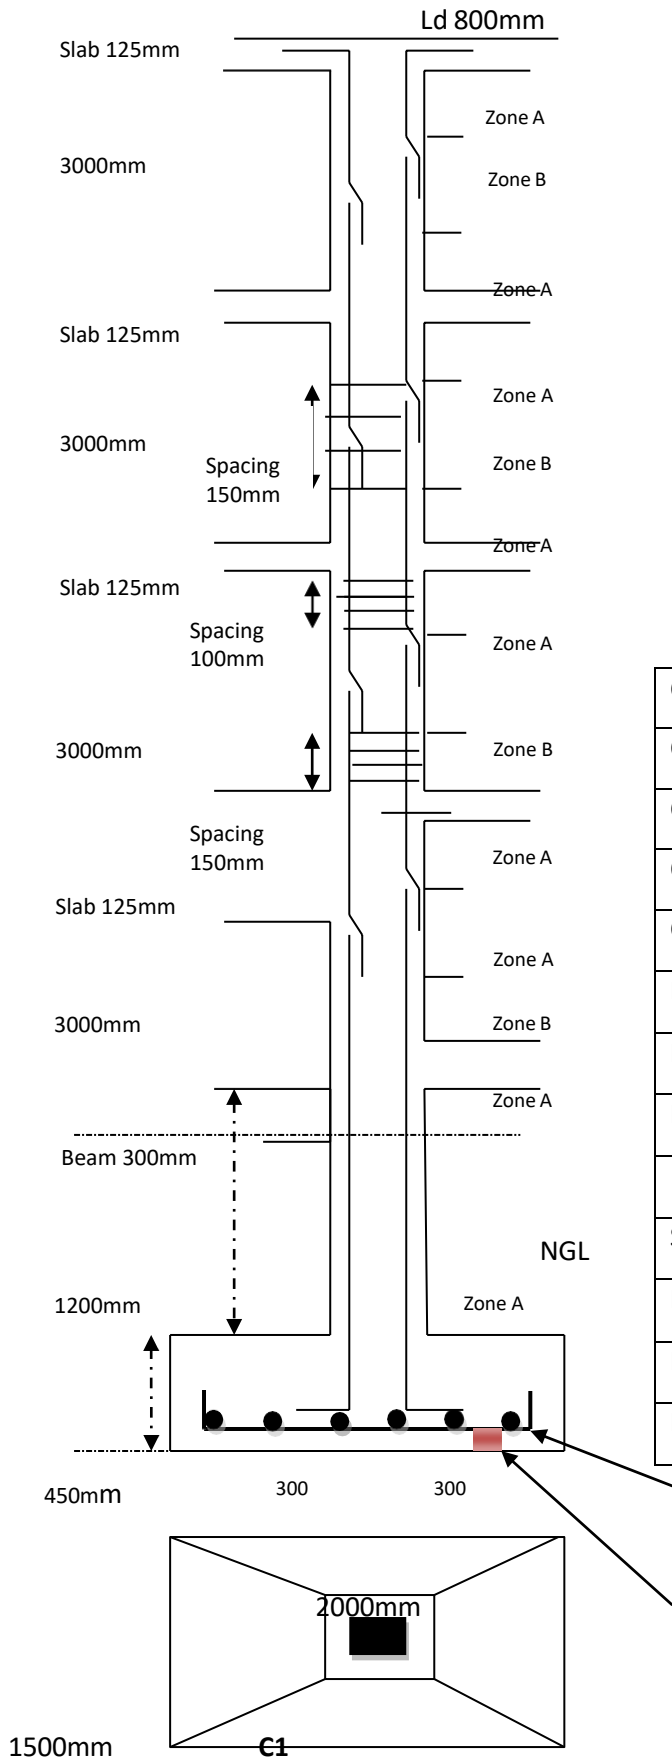 Ld 800mm
Slab 125mm
Zone A
3000mm
Zone B
Zone A
Slab 125mm
Zone A
3000mm
Spacing
150mm
Zone B
Zone A
Slab 125mm
Spacing
100mm
Zone A
3000mm
Zone B
Spacing
150mm
Zone A
Slab 125mm
Zone A
3000mm
Zone B
Zone A
Beam 300mm
NGL
1200mm
Zone A
450mm
300
300
2000mm
1500mm
C1